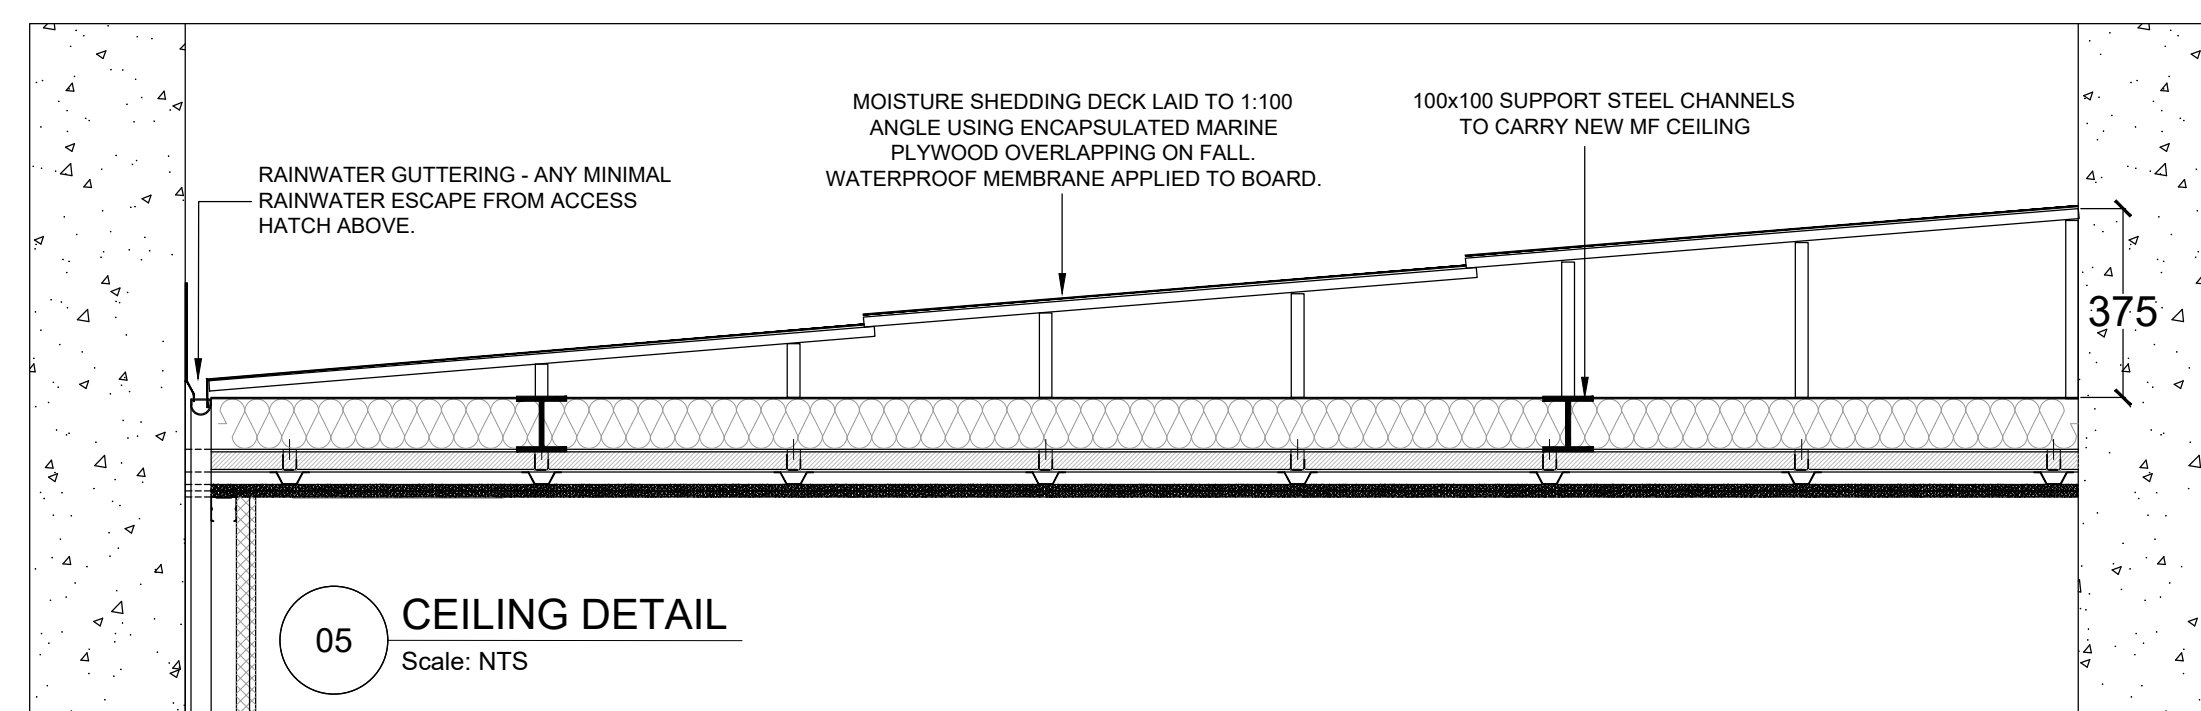 MOISTURE SHEDDING DECK LAID TO 1:100
ANGLE USING ENCAPSULATED MARINE
PLYWOOD OVERLAPPING ON FALL.
WATERPROOF MEMBRANE APPLIED TO BOARD.
100x100 SUPPORT STEEL CHANNELS
TO CARRY NEW MF CEILING
RAINWATER GUTTERING - ANY MINIMAL
RAINWATER ESCAPE FROM ACCESS
HATCH ABOVE.
375
05
CEILING DETAIL
Scale: NTS